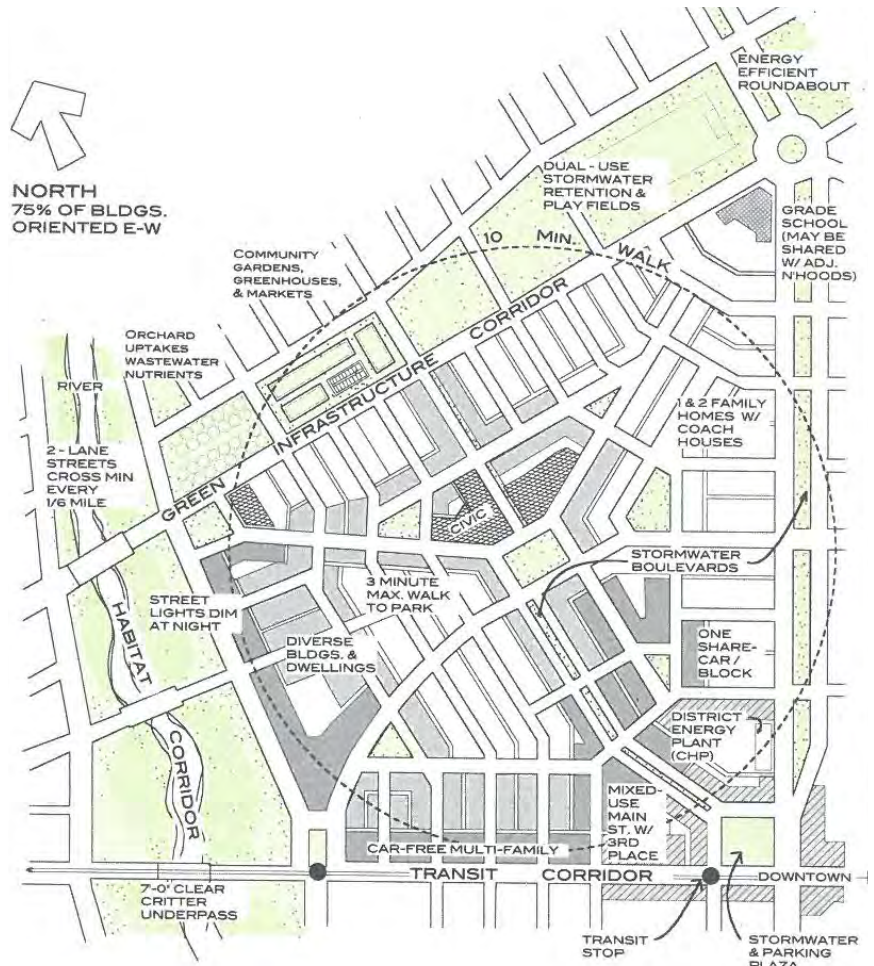 ENERGY
EFFICIENT
ROUNDABOUT
NORTH
75% OF BLDGS.
ORIENTED E-W
DUAL - USE
STORMWATER
RETENTION &
PLAY FIELDS
GRADE
SCHOOL
(MAY BE
SHARED
W/ ADJ.
N'HOODS)
10 MIN. WALK
COMMUNITY
GARDENS,
GREENHOUSES,
& MARKETS
ORCHARD
UPTAKES
WASTEWATER
NUTRIENTS
RIVER
GREEN INFRASTRUCTURE CORRIDOR
1 & 2 FAMILY
HOMES W/
COACH
HOUSES
2 - LANE
STREETS
CROSS MIN
EVERY
1/6 MILE
CIVIC
STORMWATER
BOULEVARDS
3 MINUTE
MAX. WALK
TO PARK
STREET
LIGHTS DIM
AT NIGHT
DIVERSE
BLDGS. &
DWELLINGS
ONE
SHARE-
CAR /
BLOCK
HABITAT CORRIDOR
DISTRICT
ENERGY
PLANT
(CHP)
MIXED-
USE
MAIN
ST. W/
3RD
PLACE
CAR-FREE MULTI-FAMILY
TRANSIT CORRIDOR
DOWNTOWN
7'-0" CLEAR
CRITTER
UNDERPASS
TRANSIT
STOP
STORMWATER
& PARKING
PLAZA